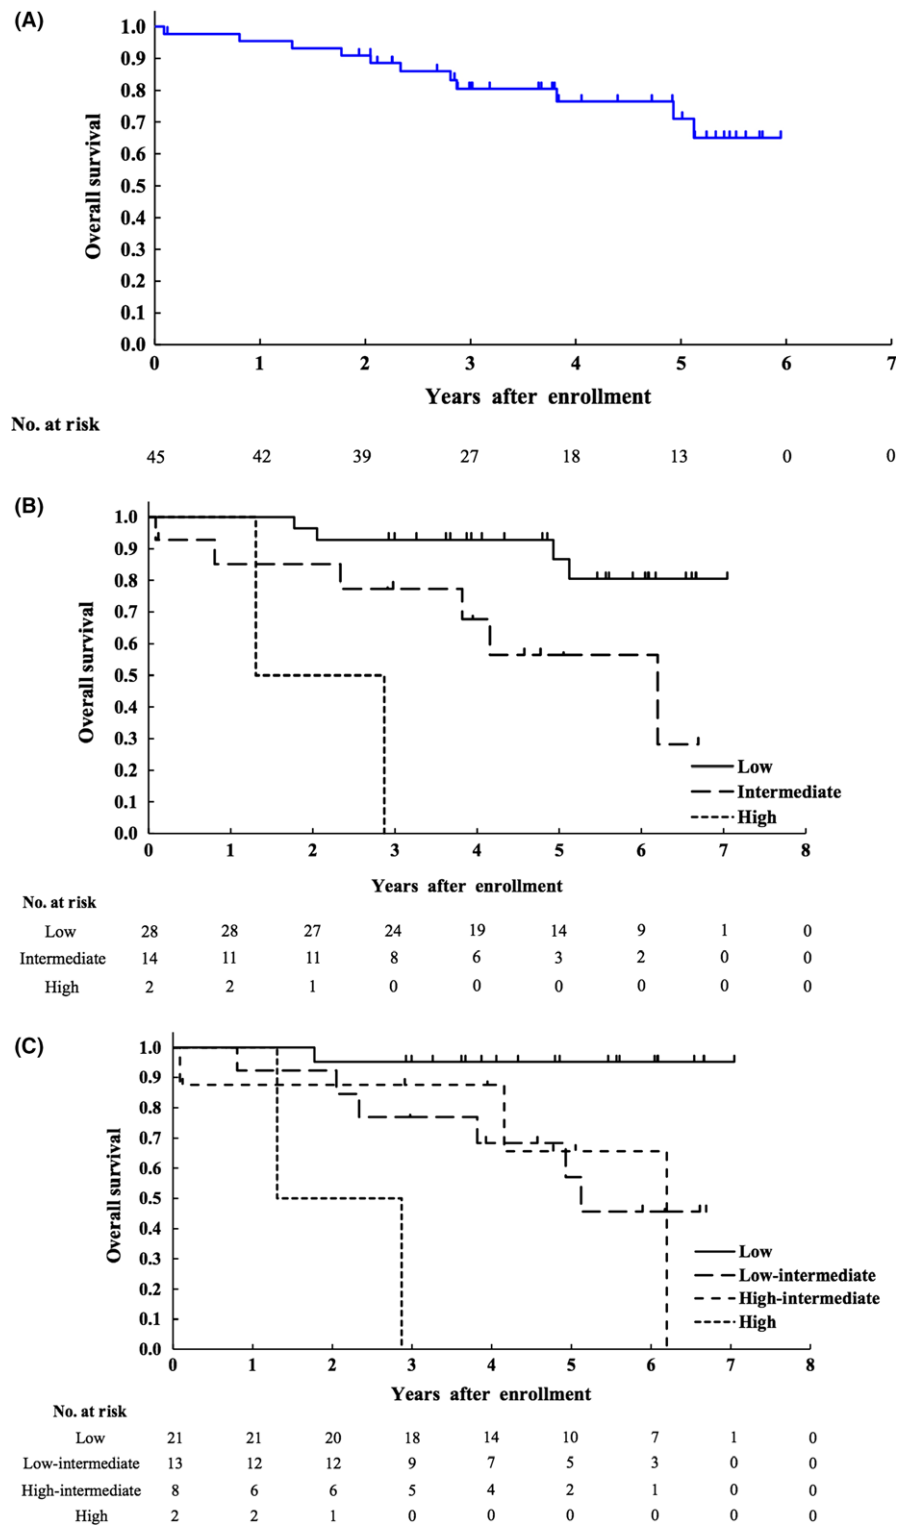 (A)
1.0
0.9
0.8
0.7
0.6
0.5
0.4
0.3
0.2
0.1
0.0
Overall survival
0 1 2 3 4 5 6 7
Years after enrollment
No. at risk
45 42 39 27 18 13 0 0
(B)
1.0
0.9
0.8
0.7
0.6
0.5
0.4
0.3
0.2
0.1
0.0
Overall survival
Low
Intermediate
High
0 1 2 3 4 5 6 7 8
Years after enrollment
No. at risk
Low 28 28 27 24 19 14 9 1 0
Intermediate 14 11 11 8 6 3 2 0 0
High 2 2 1 0 0 0 0 0 0
(C)
1.0
0.9
0.8
0.7
0.6
0.5
0.4
0.3
0.2
0.1
0.0
Overall survival
Low
Low-intermediate
High-intermediate
High
0 1 2 3 4 5 6 7 8
Years after enrollment
No. at risk
Low 21 21 20 18 14 10 7 1 0
Low-intermediate 13 12 12 9 7 5 3 0 0
High-intermediate 8 6 6 5 4 2 1 0 0
High 2 2 1 0 0 0 0 0 0